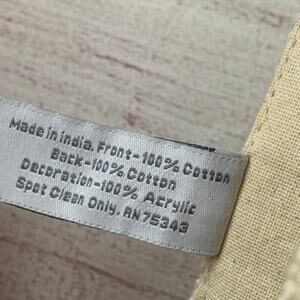 Made in india. Front-100% Cotton
Back-100% Cotton
Decoration-100% Acrylic
Spot Clean Only. RN 75343